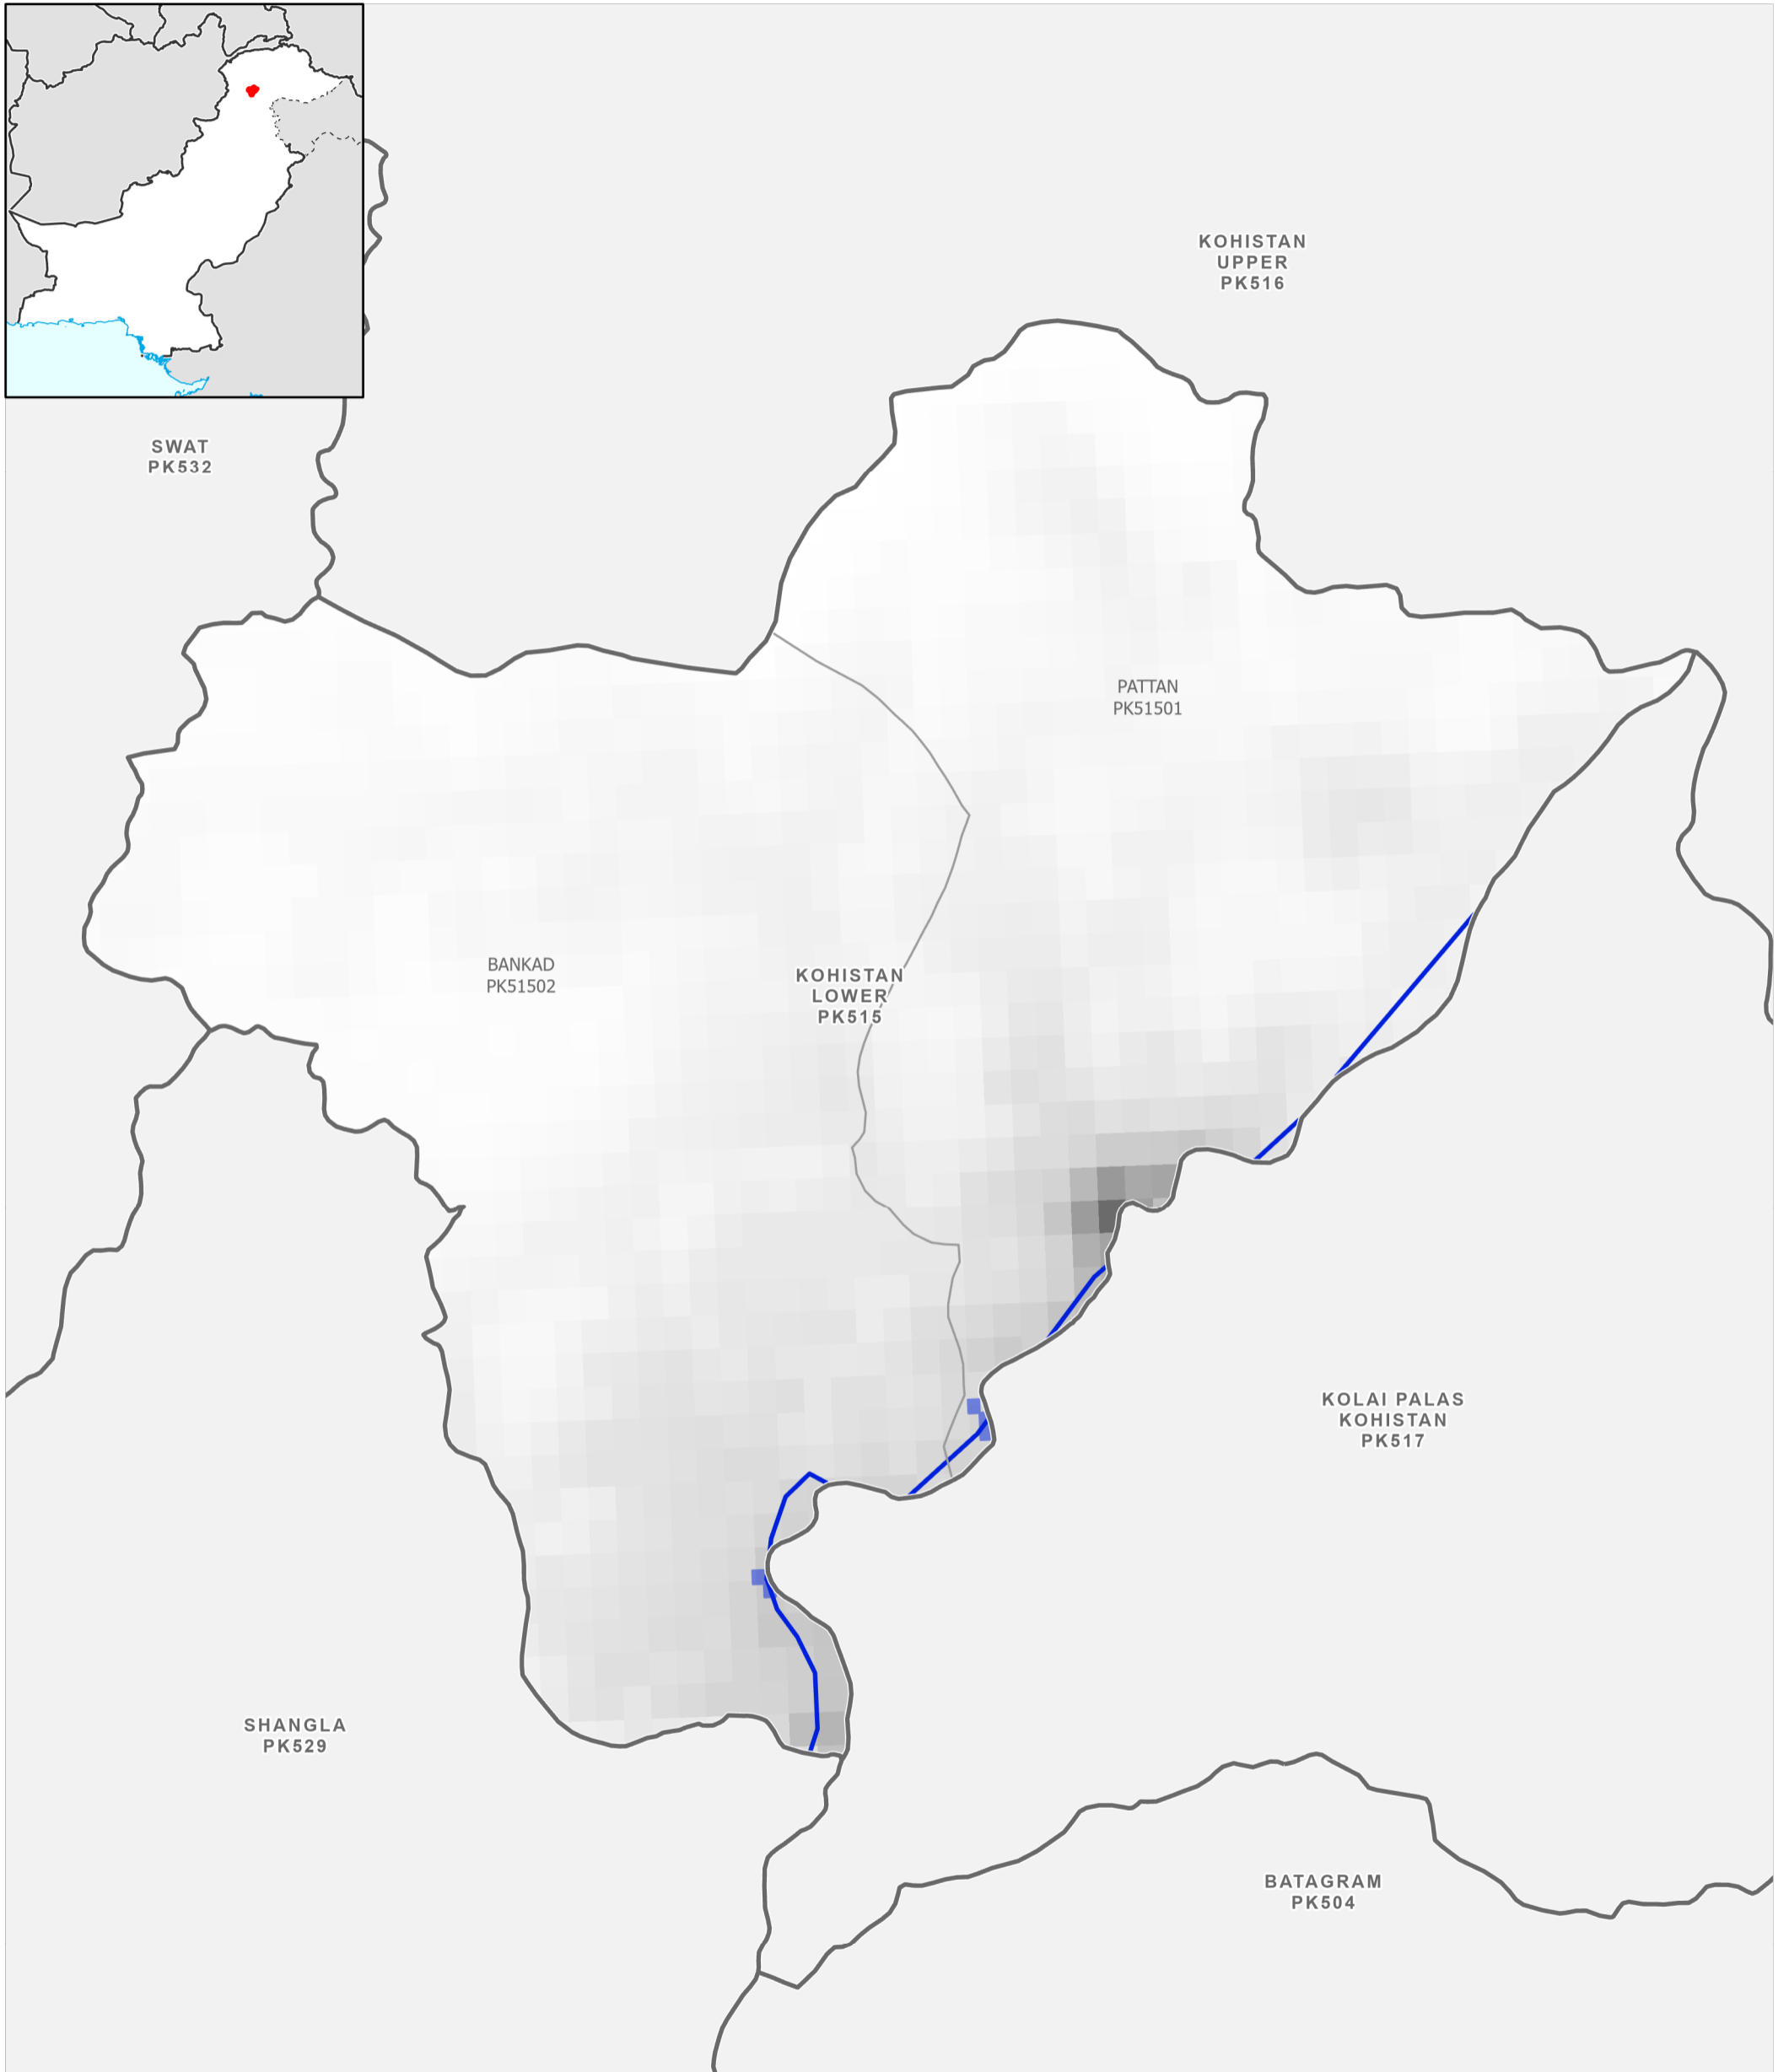 KOHISTAN
UPPER
PK516
SWAT
PK532
PATTAN
PK51501
BANKAD
PK51502
KOHISTAN
LOWER
PK515
KOLAI PALAS
KOHISTAN
PK517
SHANGLA
PK529
BATAGRAM
PK504